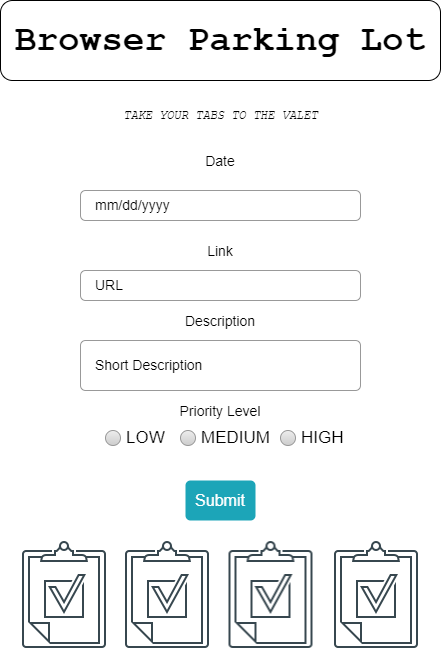 Browser Parking Lot
TAKE YOUR TABS TO THE VALET
Date
mm/dd/yyyy
Link
URL
Description
Short Description
Priority Level
LOW MEDIUM HIGH
Submit